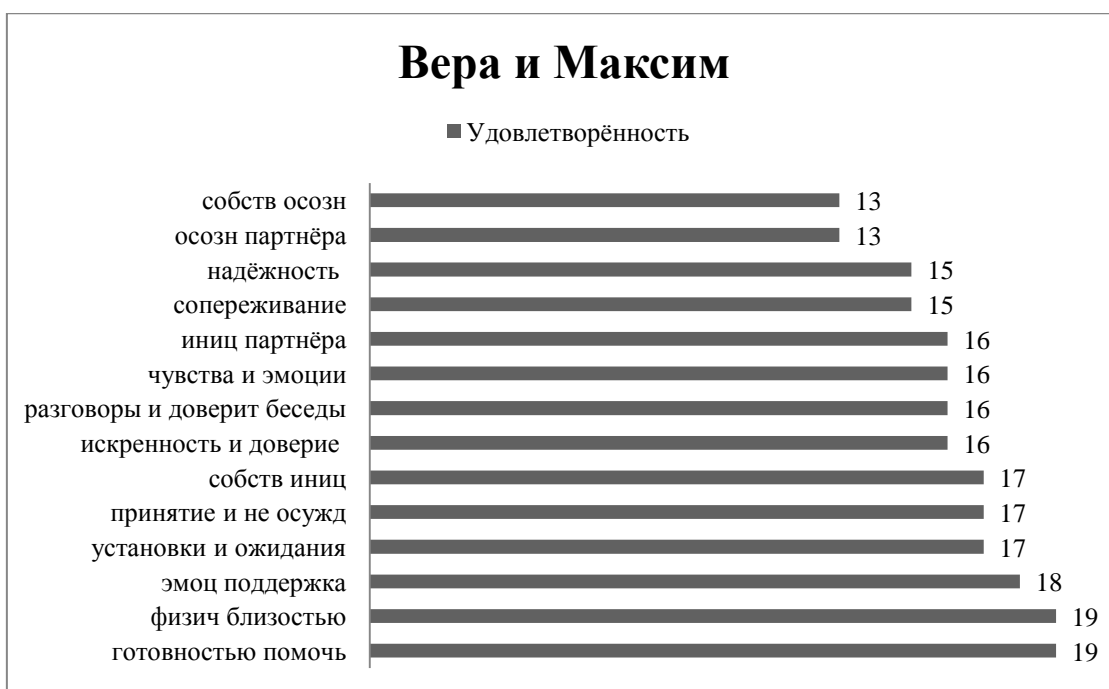 Вера и Максим
Удовлетворённость
собств осозн 13
осозн партнёра 13
надёжность 15
сопереживание 15
иниц партнёра 16
чувства и эмоции 16
разговоры и доверит беседы 16
искренность и доверие 16
собств иниц 17
принятие и не осужд 17
установки и ожидания 17
эмоц поддержка 18
физич близостью 19
готовностью помочь 19